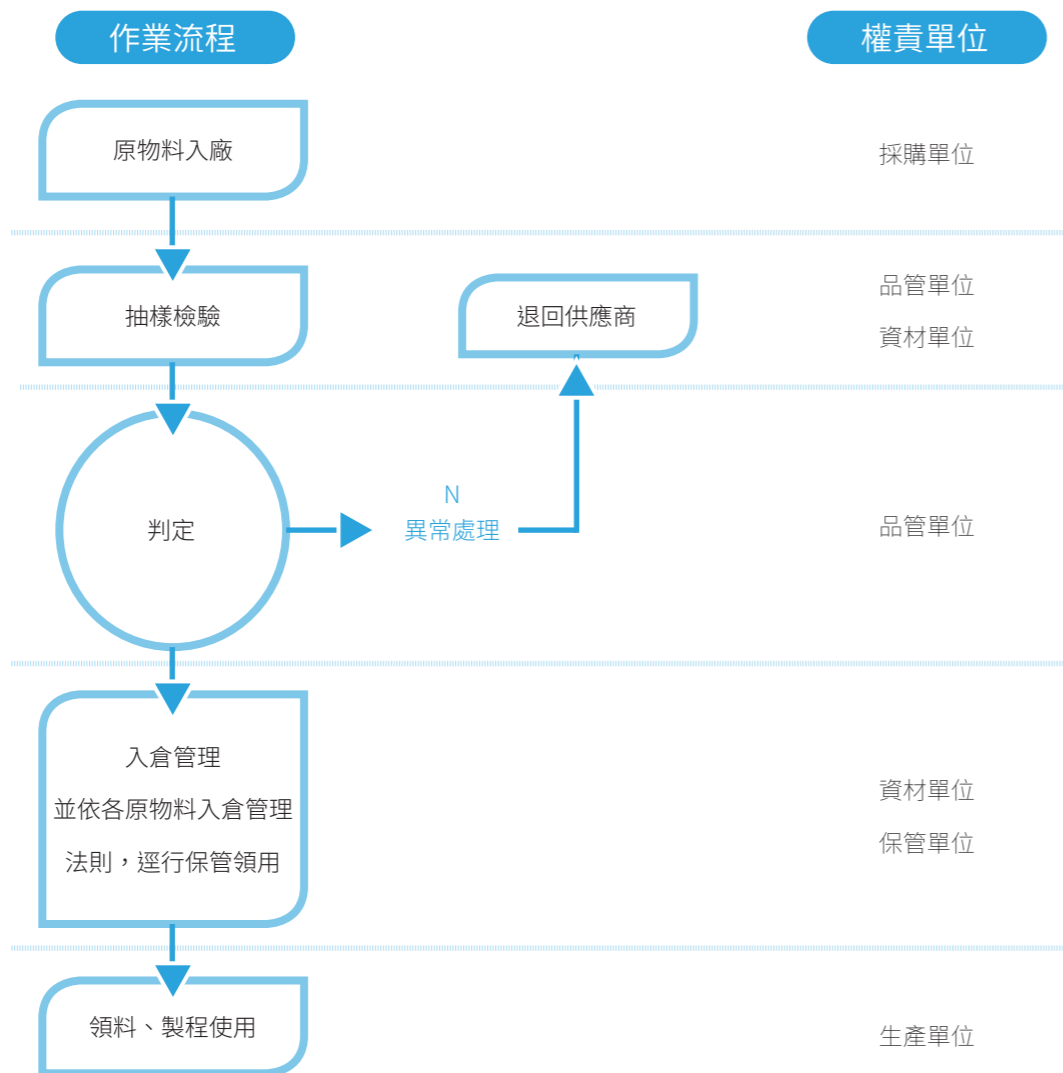 作業流程
權責單位
原物料入廠
採購單位
抽樣檢驗
退回供應商
品管單位
資材單位
判定
N
異常處理
品管單位
入倉管理
並依各原物料入倉管理
法則，逕行保管領用
資材單位
保管單位
領料、製程使用
生產單位